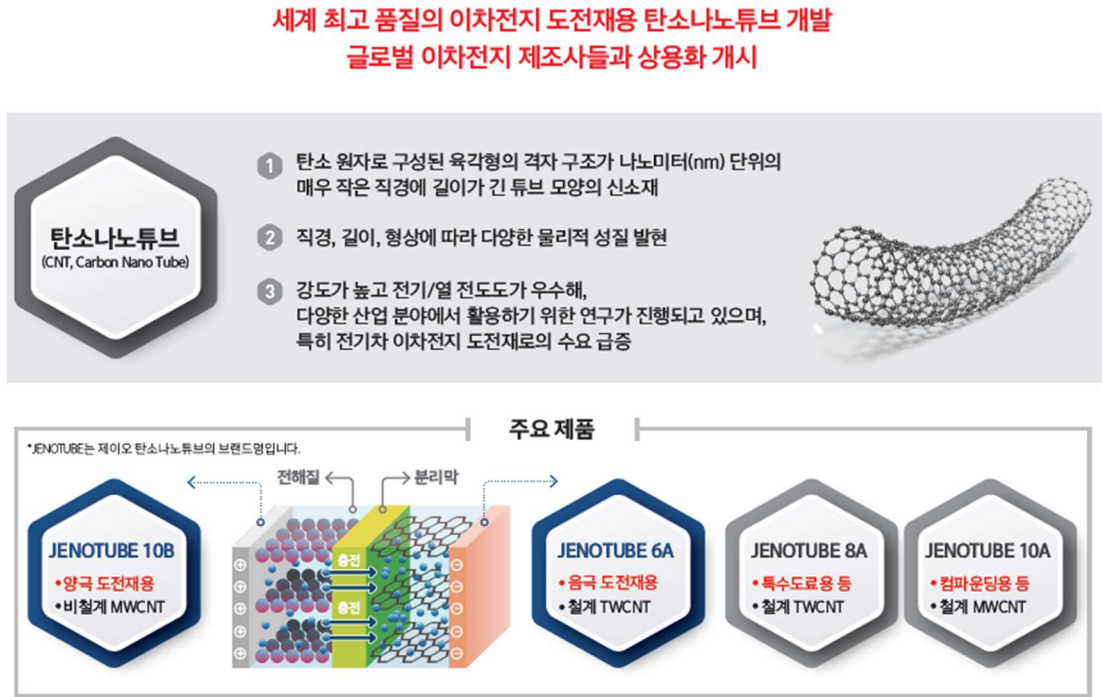 세계 최고 품질의 이차전지 도전재용 탄소나노튜브 개발
글로벌 이차전지 제조사들과 상용화 개시
탄소나노튜브
(CNT, Carbon Nano Tube)
1 탄소 원자로 구성된 육각형의 격자 구조가 나노미터(nm) 단위의
매우 작은 직경에 길이가 긴 튜브 모양의 신소재
2 직경, 길이, 형상에 따라 다양한 물리적 성질 발현
3 강도가 높고 전기/열 전도도가 우수해,
다양한 산업 분야에서 활용하기 위한 연구가 진행되고 있으며,
특히 전기차 이차전지 도전재로의 수요 급증
주요 제품
*JENOTUBE는 제이오 탄소나노튜브의 브랜드명입니다.
JENOTUBE 10B
•양극 도전재용
•비철계 MWCNT
전해질
분리막
충전
충전
JENOTUBE 6A
•음극 도전재용
•철계 TWCNT
JENOTUBE 8A
•특수도료용 등
•철계 TWCNT
JENOTUBE 10A
•컴파운딩용 등
•철계 MWCNT